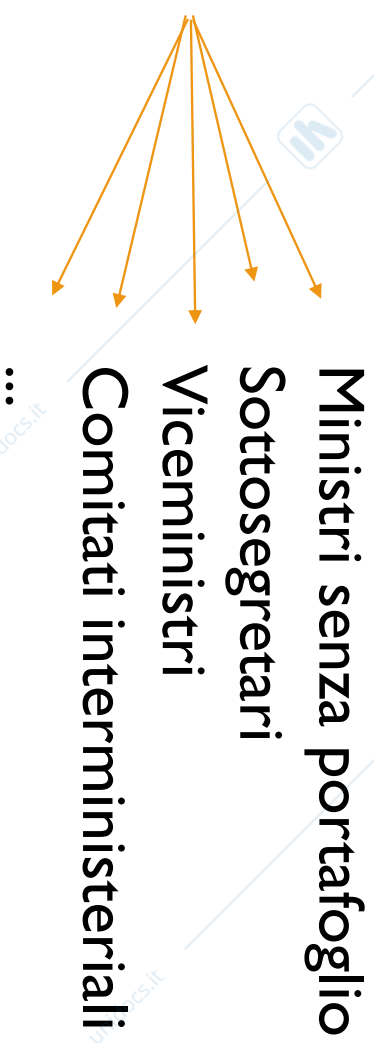 Ministri senza portafoglio
Sottosegretari
Viceministri
Comitati interministeriali
...